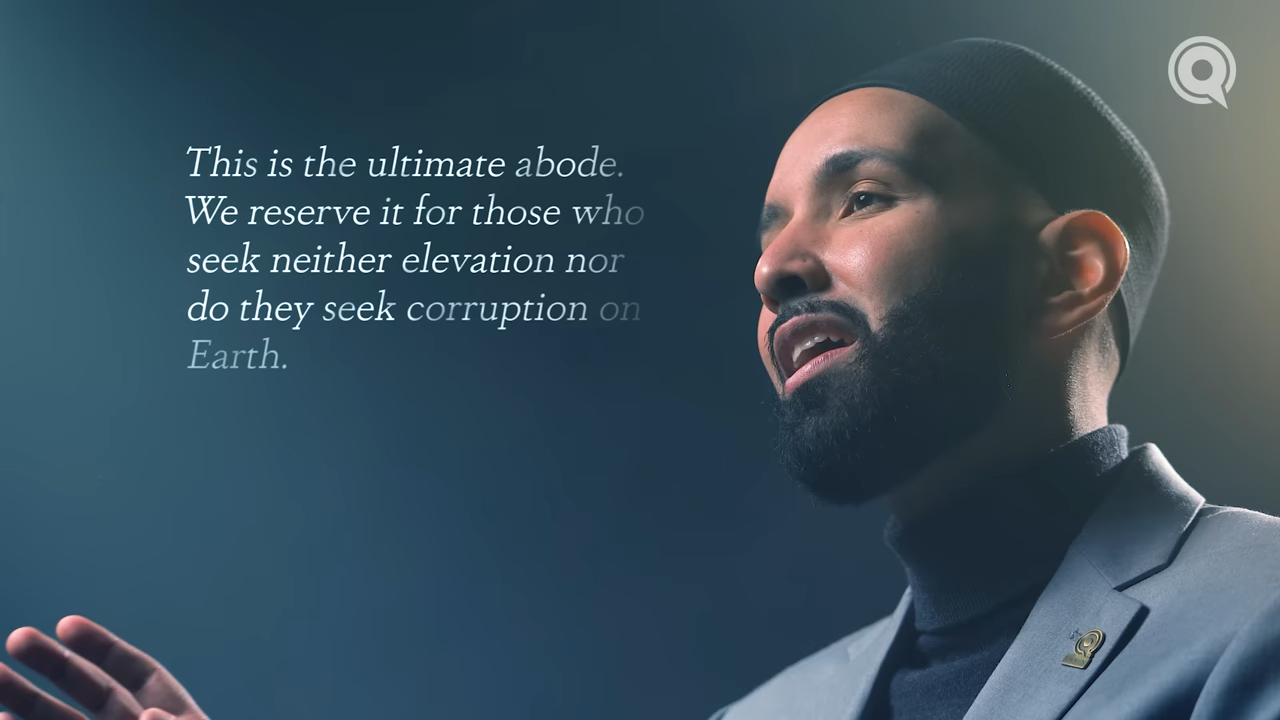 This is the ultimate abode.
We reserve it for those who
seek neither elevation nor
do they seek corruption on
Earth.